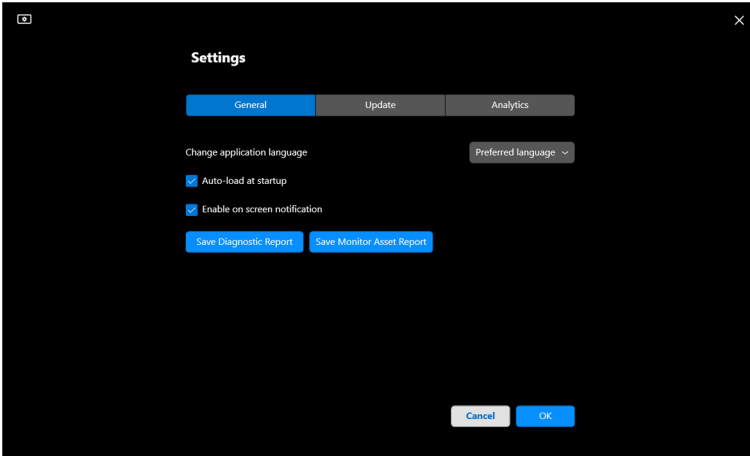 Settings
General Update Analytics
Change application language Preferred language
Auto-load at startup
Enable on screen notification
Save Diagnostic Report Save Monitor Asset Report
Cancel OK